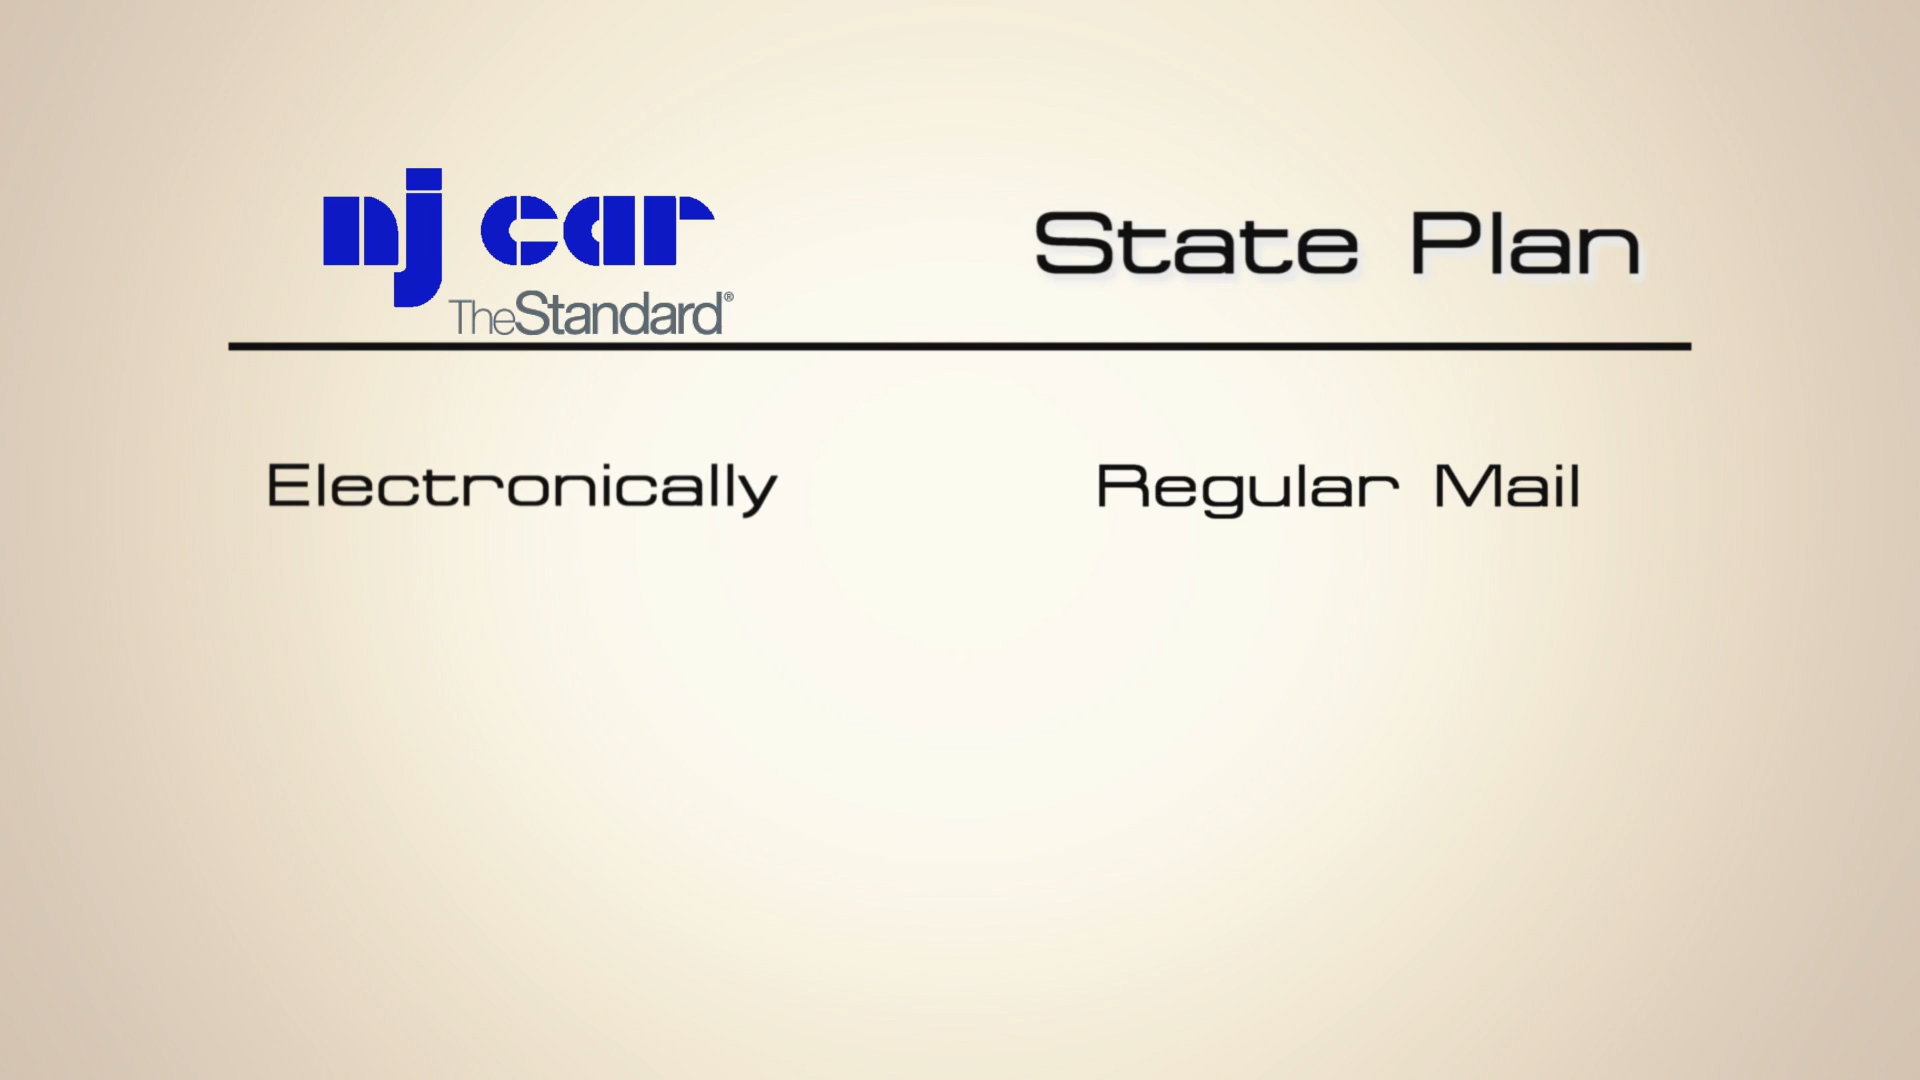 nj car
State Plan
TheStandard®
Electronically
Regular Mail